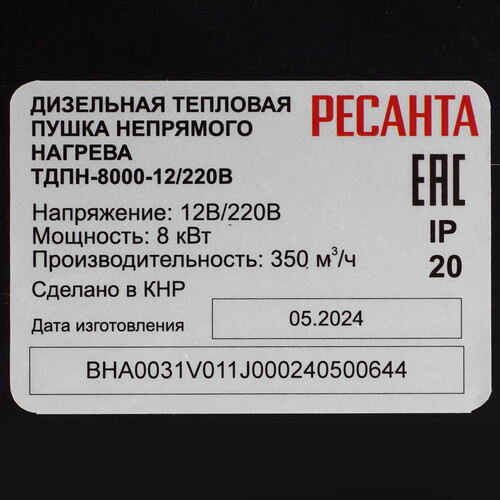 ДИЗЕЛЬНАЯ ТЕПЛОВАЯ
ПУШКА НЕПРЯМОГО
НАГРЕВА
ТДПН-8000-12/220В
РЕСАНТА
EAC
Напряжение: 12В/220В
Мощность: 8 кВт
Производительность: 350 м³/ч
IP
20
Сделано в КНР
Дата изготовления
05.2024
BHA0031V011J000240500644